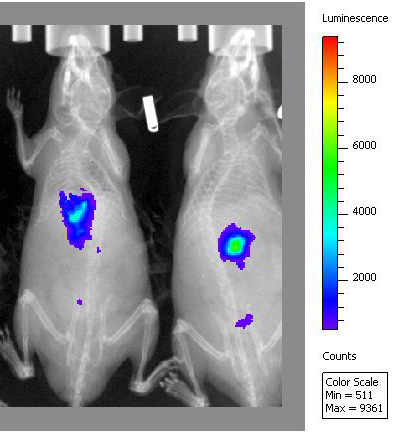 Luminescence
8000
6000
4000
2000
Counts
Color Scale
Min = 511
Max = 9361